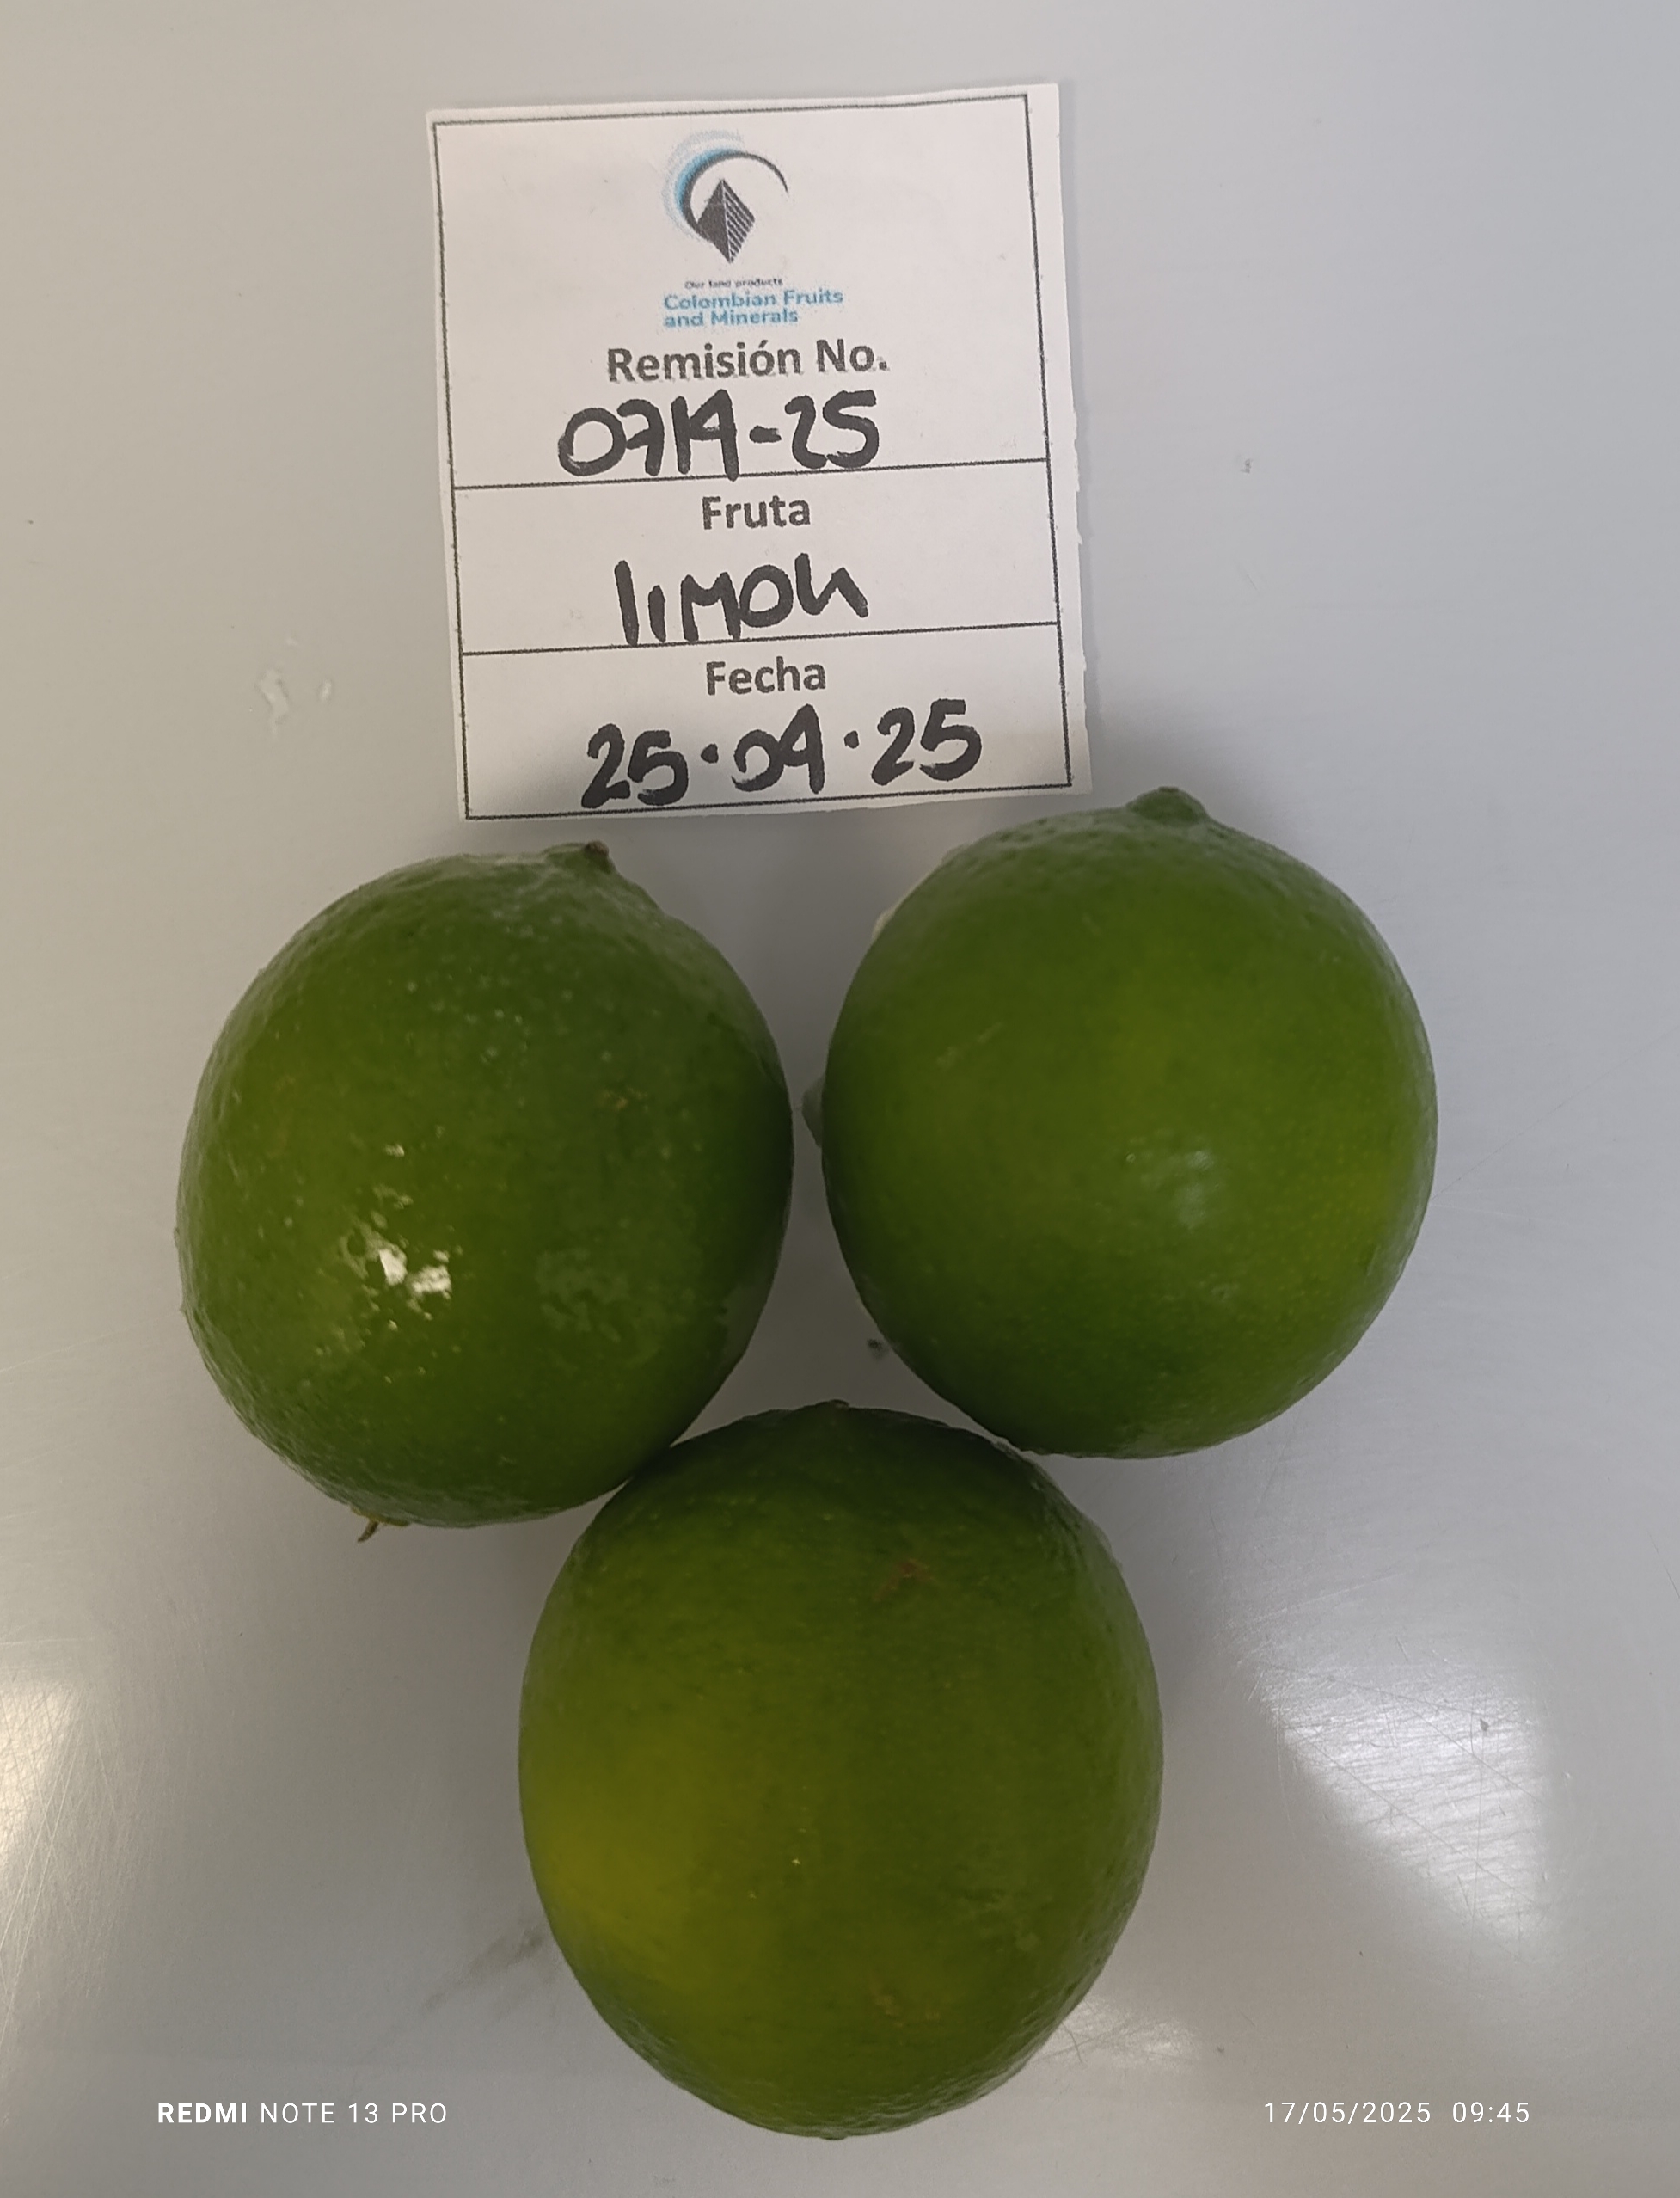 Our land products
Colombian Fruits
and Minerals
Remisión No.
0714-25
Fruta
limon
Fecha
25·04·25
REDMI NOTE 13 PRO
17/05/2025 09:45